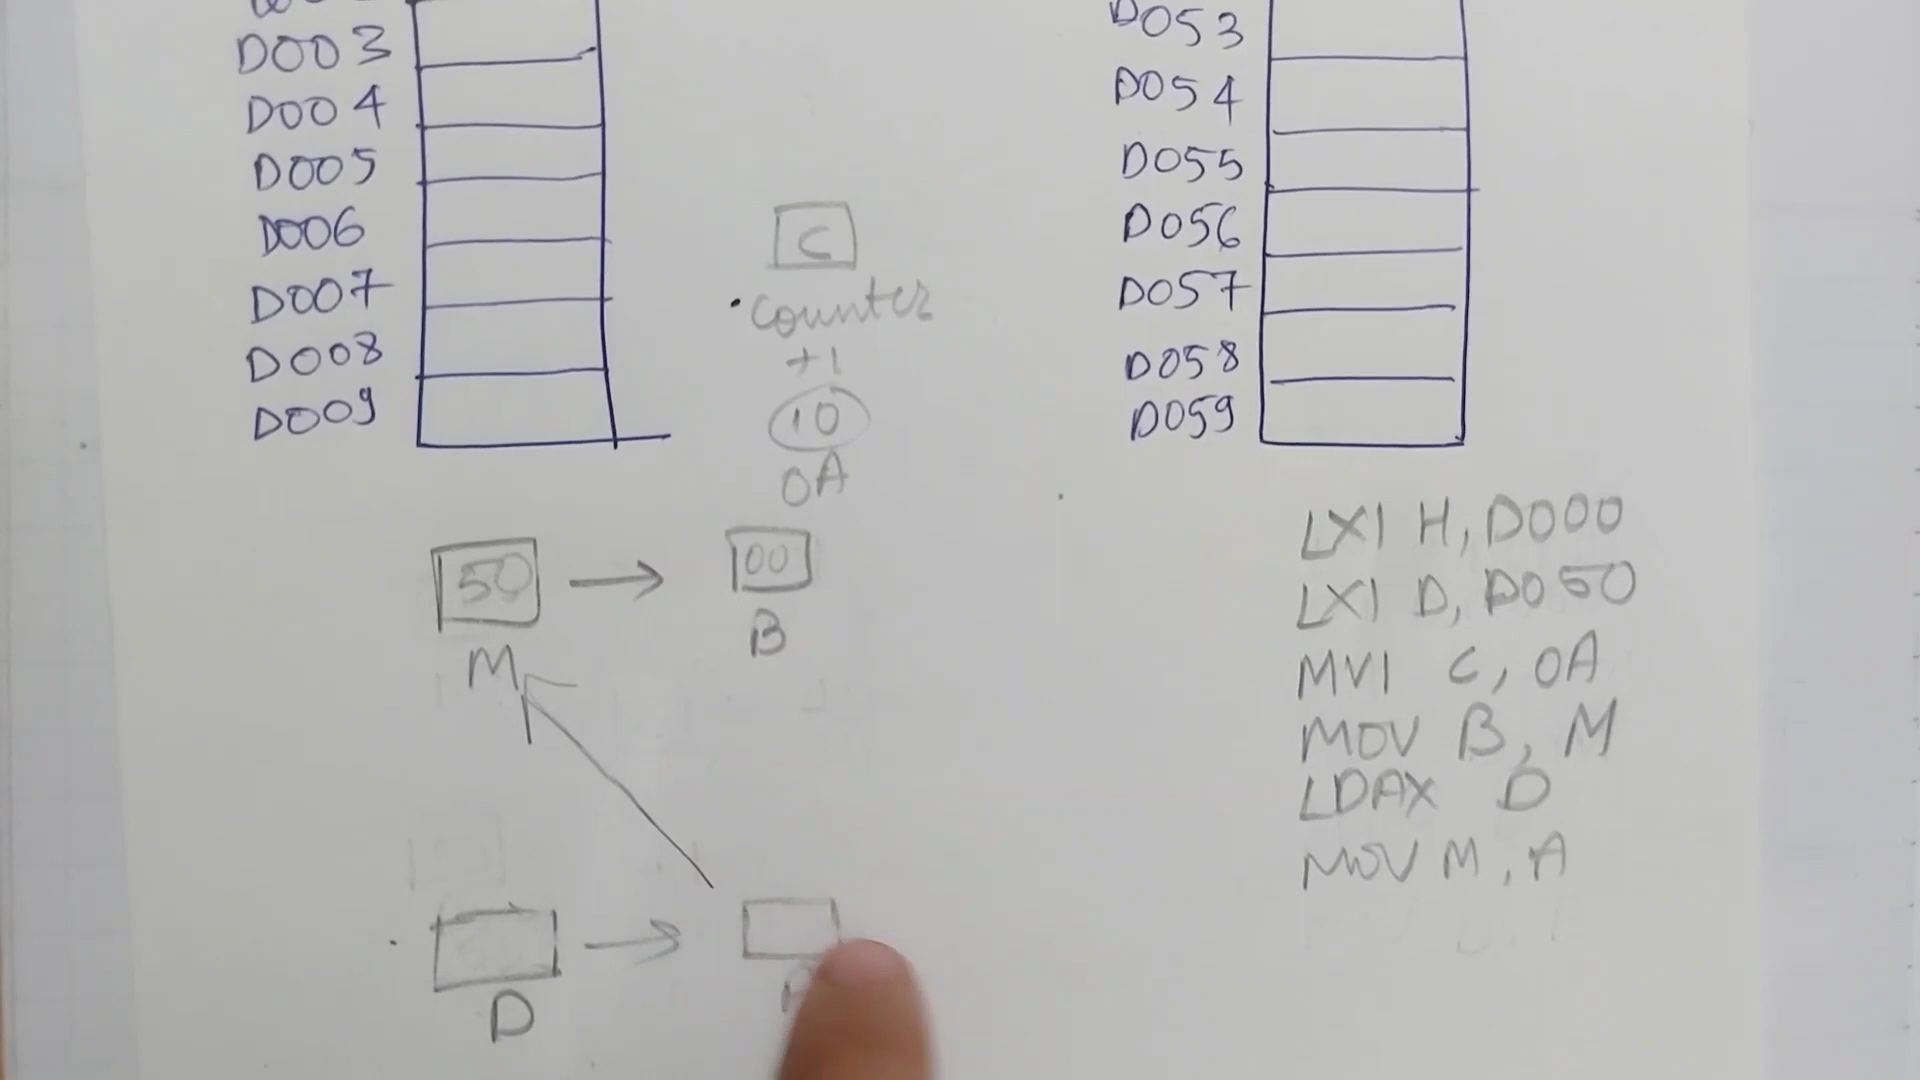 D003
D004
D005
D006
D007
D008
D009
C
counter
+1
10
0A
50
00
M
B
D
D053
D054
D055
D056
D057
D058
D059
LXI H, D000
LXI D, D050
MVI C, 0A
MOV B, M
LDAX D
MOV M, A